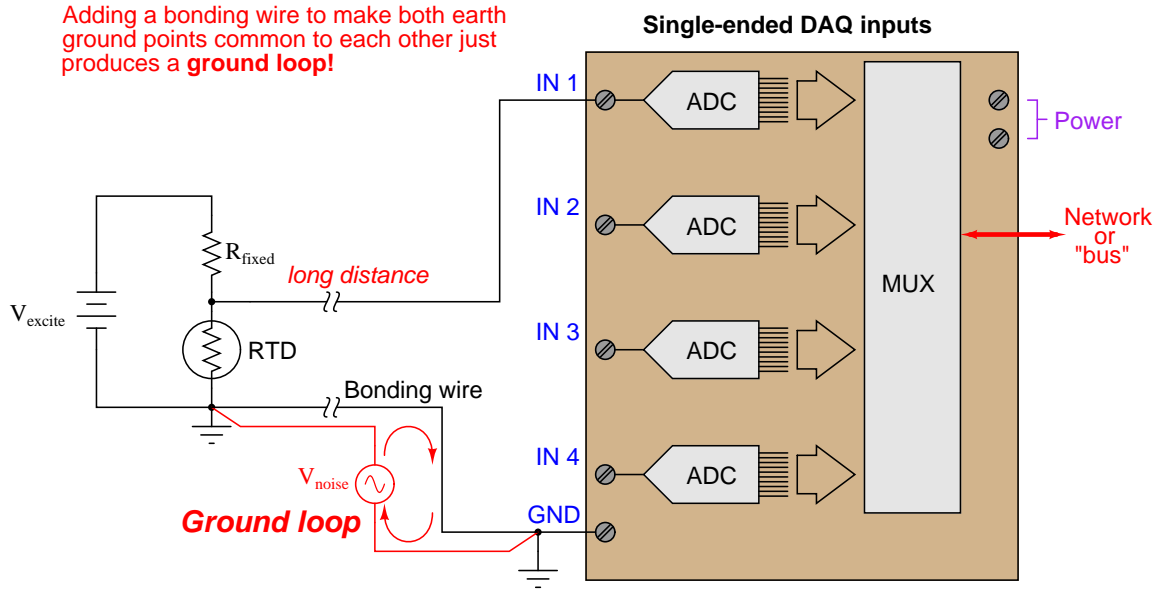 Adding a bonding wire to make both earth
ground points common to each other just
produces a ground loop!
Single-ended DAQ inputs
IN 1
ADC
Power
IN 2
ADC
Network
or
"bus"
Rfixed
long distance
MUX
Vexcite
IN 3
ADC
RTD
Bonding wire
IN 4
ADC
Vnoise
Ground loop
GND